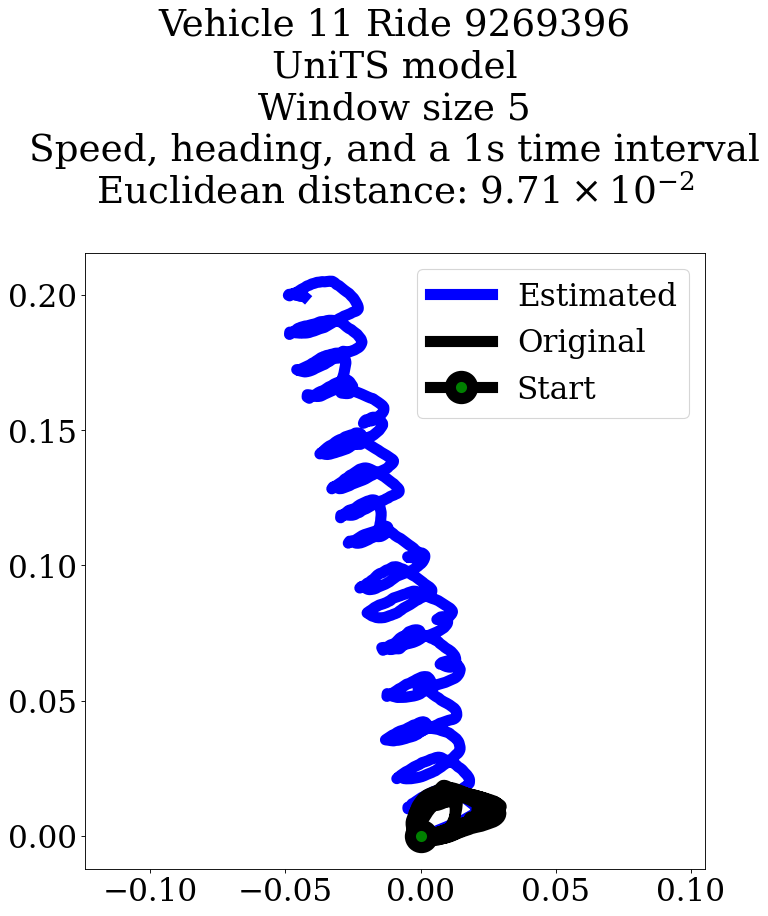 Vehicle 11 Ride 9269396
UniTS model
Window size 5
Speed, heading, and a 1s time interval
Euclidean distance: 9.71 × 10⁻²
Estimated
Original
Start
0.20
0.15
0.10
0.05
0.00
−0.10 −0.05 0.00 0.05 0.10